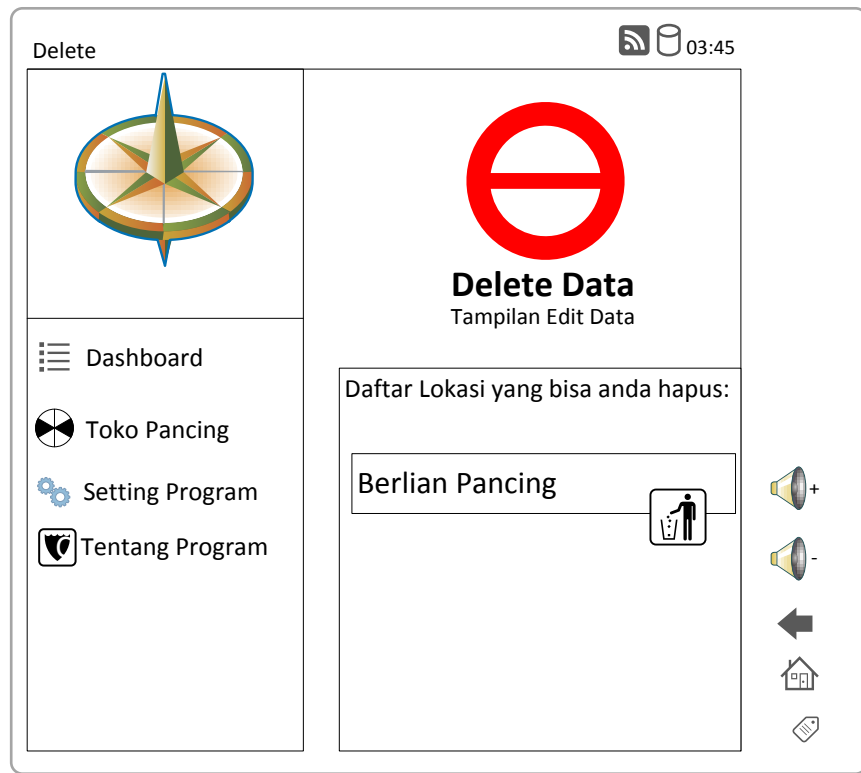 Delete
03:45
Delete Data
Tampilan Edit Data
Dashboard
Toko Pancing
Setting Program
Tentang Program
Daftar Lokasi yang bisa anda hapus:
Berlian Pancing
+
-